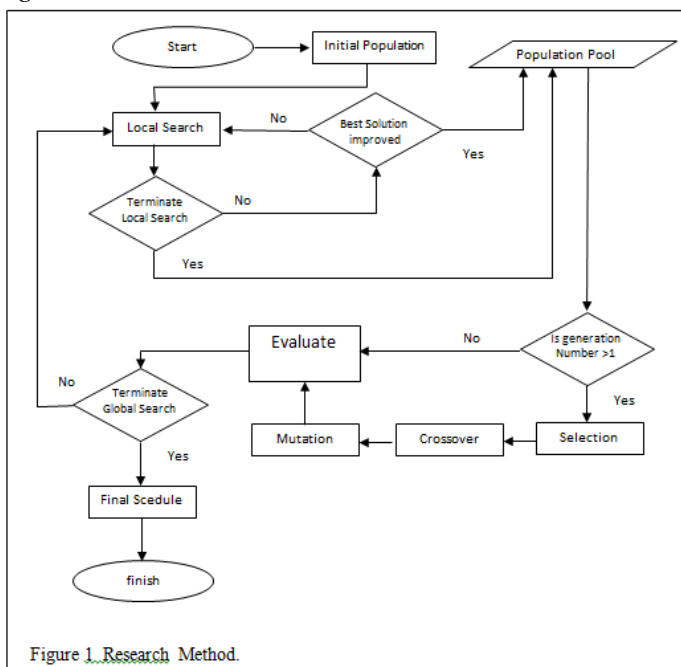 Start
Initial Population
Population Pool
Local Search
No
Best Solution
improved
Yes
Terminate
Local Search
No
Yes
Evaluate
No
Is generation
Number >1
No
Terminate
Global Search
Yes
Mutation
Crossover
Selection
Yes
Final Scedule
finish
Figure 1 Research Method.